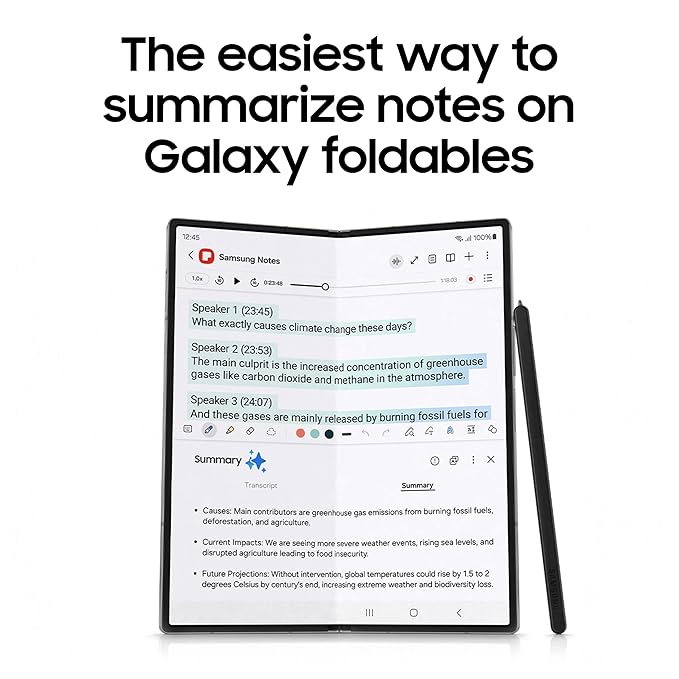 The easiest way to
summarize notes on
Galaxy foldables
12:45
100%
Samsung Notes
1.0x
0:23:48
1:18:03
Speaker 1 (23:45)
What exactly causes climate change these days?
Speaker 2 (23:53)
The main culprit is the increased concentration of greenhouse
gases like carbon dioxide and methane in the atmosphere.
Speaker 3 (24:07)
And these gases are mainly released by burning fossil fuels for
Summary
Transcript
Summary
• Causes: Main contributors are greenhouse gas emissions from burning fossil fuels,
deforestation, and agriculture.
• Current Impacts: We are seeing more severe weather events, rising sea levels, and
disrupted agriculture leading to food insecurity.
• Future Projections: Without intervention, global temperatures could rise by 1.5 to 2
degrees Celsius by century's end, increasing extreme weather and biodiversity loss.
SAMSUNG